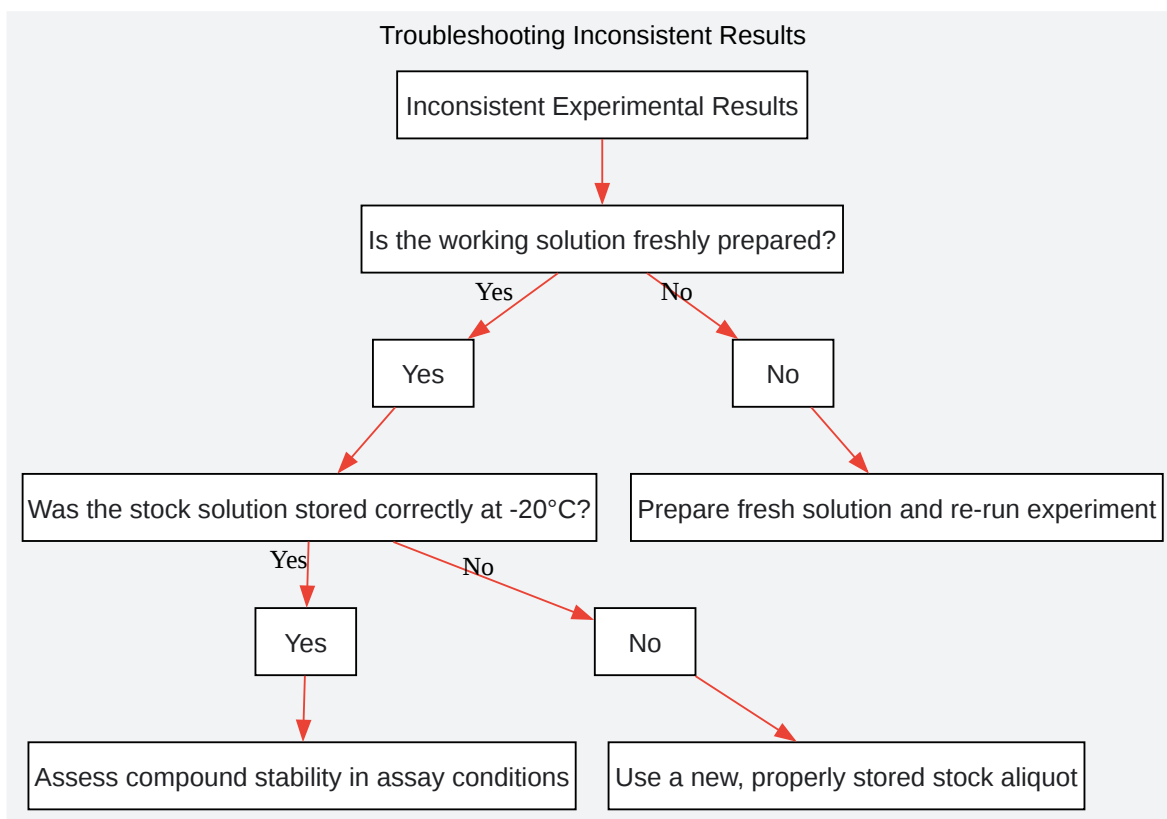 Troubleshooting Inconsistent Results
Inconsistent Experimental Results
Is the working solution freshly prepared?
Yes
No
Yes
No
Was the stock solution stored correctly at -20°C?
Prepare fresh solution and re-run experiment
Yes
No
Yes
No
Assess compound stability in assay conditions
Use a new, properly stored stock aliquot